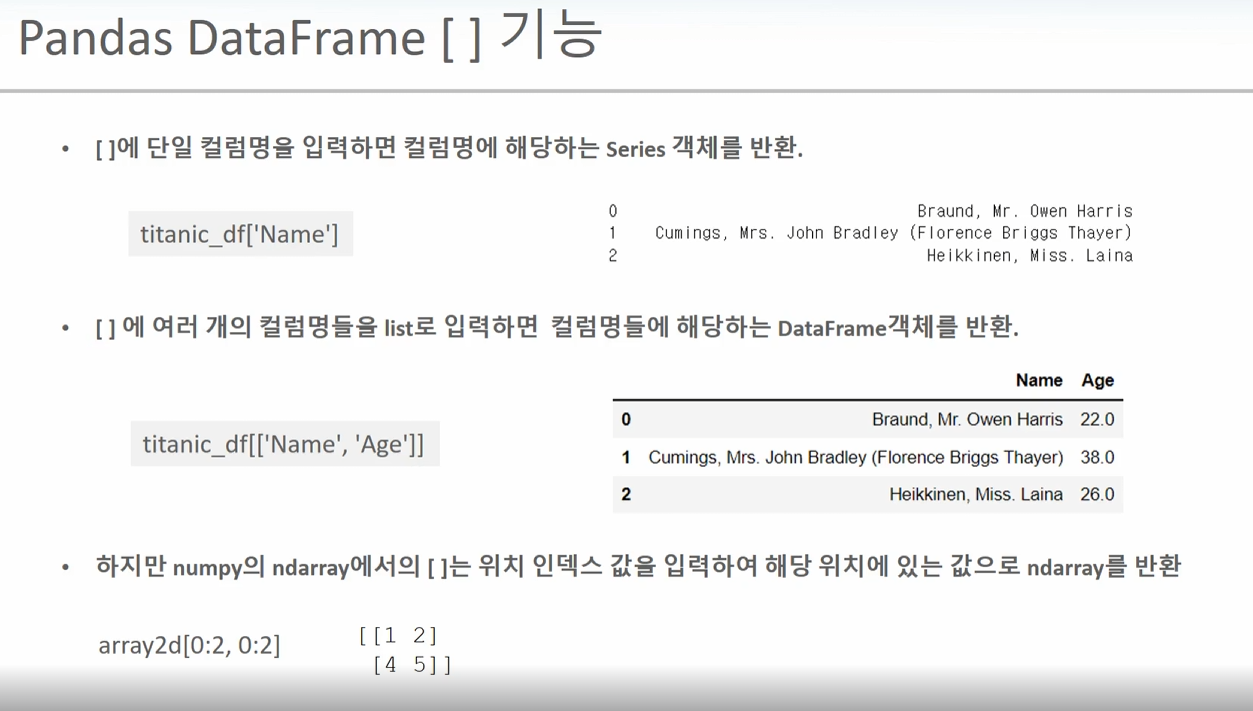 Pandas DataFrame [ ] 기능
• [ ]에 단일 컬럼명을 입력하면 컬럼명에 해당하는 Series 객체를 반환.
titanic_df['Name']
0 Braund, Mr. Owen Harris
1 Cumings, Mrs. John Bradley (Florence Briggs Thayer)
2 Heikkinen, Miss. Laina
• [ ] 에 여러 개의 컬럼명들을 list로 입력하면 컬럼명들에 해당하는 DataFrame객체를 반환.
titanic_df[['Name', 'Age']]
Name Age
0 Braund, Mr. Owen Harris 22.0
1 Cumings, Mrs. John Bradley (Florence Briggs Thayer) 38.0
2 Heikkinen, Miss. Laina 26.0
• 하지만 numpy의 ndarray에서의 [ ]는 위치 인덱스 값을 입력하여 해당 위치에 있는 값으로 ndarray를 반환
array2d[0:2, 0:2]
[[1 2]
[4 5]]